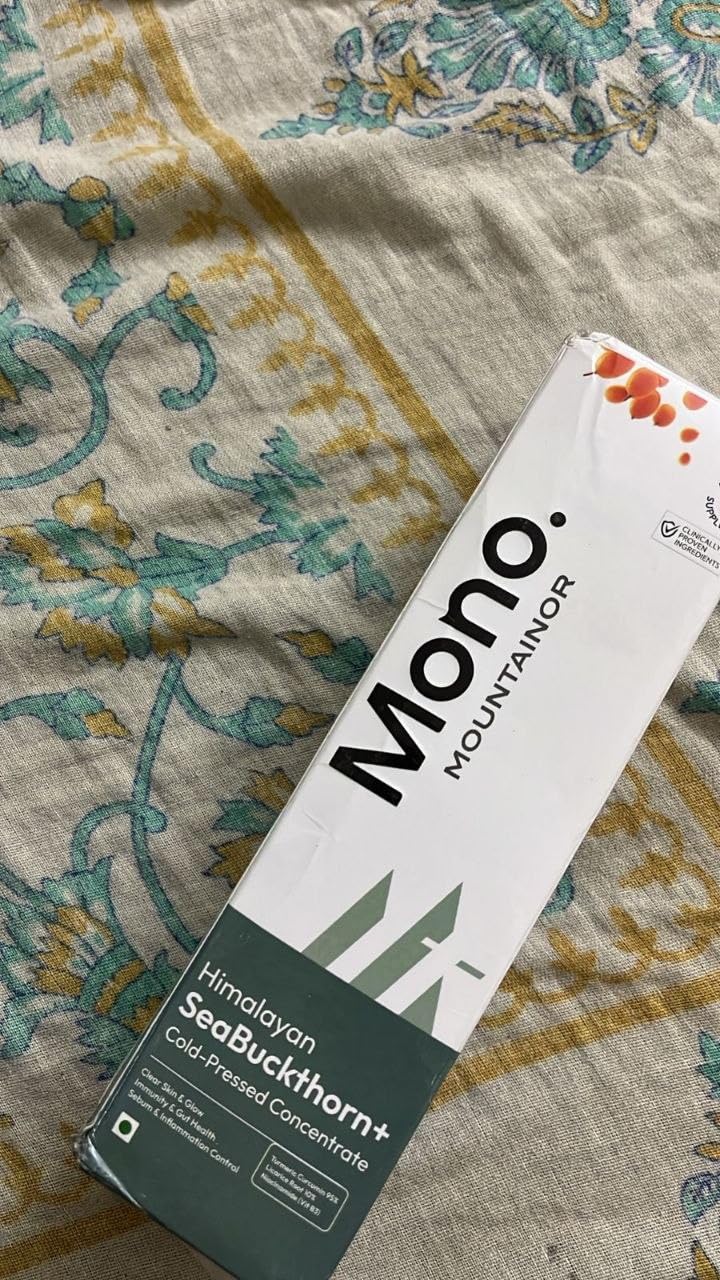 CLINICALLY
PROVEN
INGREDIENTS
Mono.
MOUNTAINOR
Himalayan
SeaBuckthorn+
Cold-Pressed Concentrate
Clear Skin & Glow
Immunity & Gut Health
Sebum & Inflammation Control
Turmeric Curcumin 95%
Licorice Root 10%
Niacinamide (Vit B3)